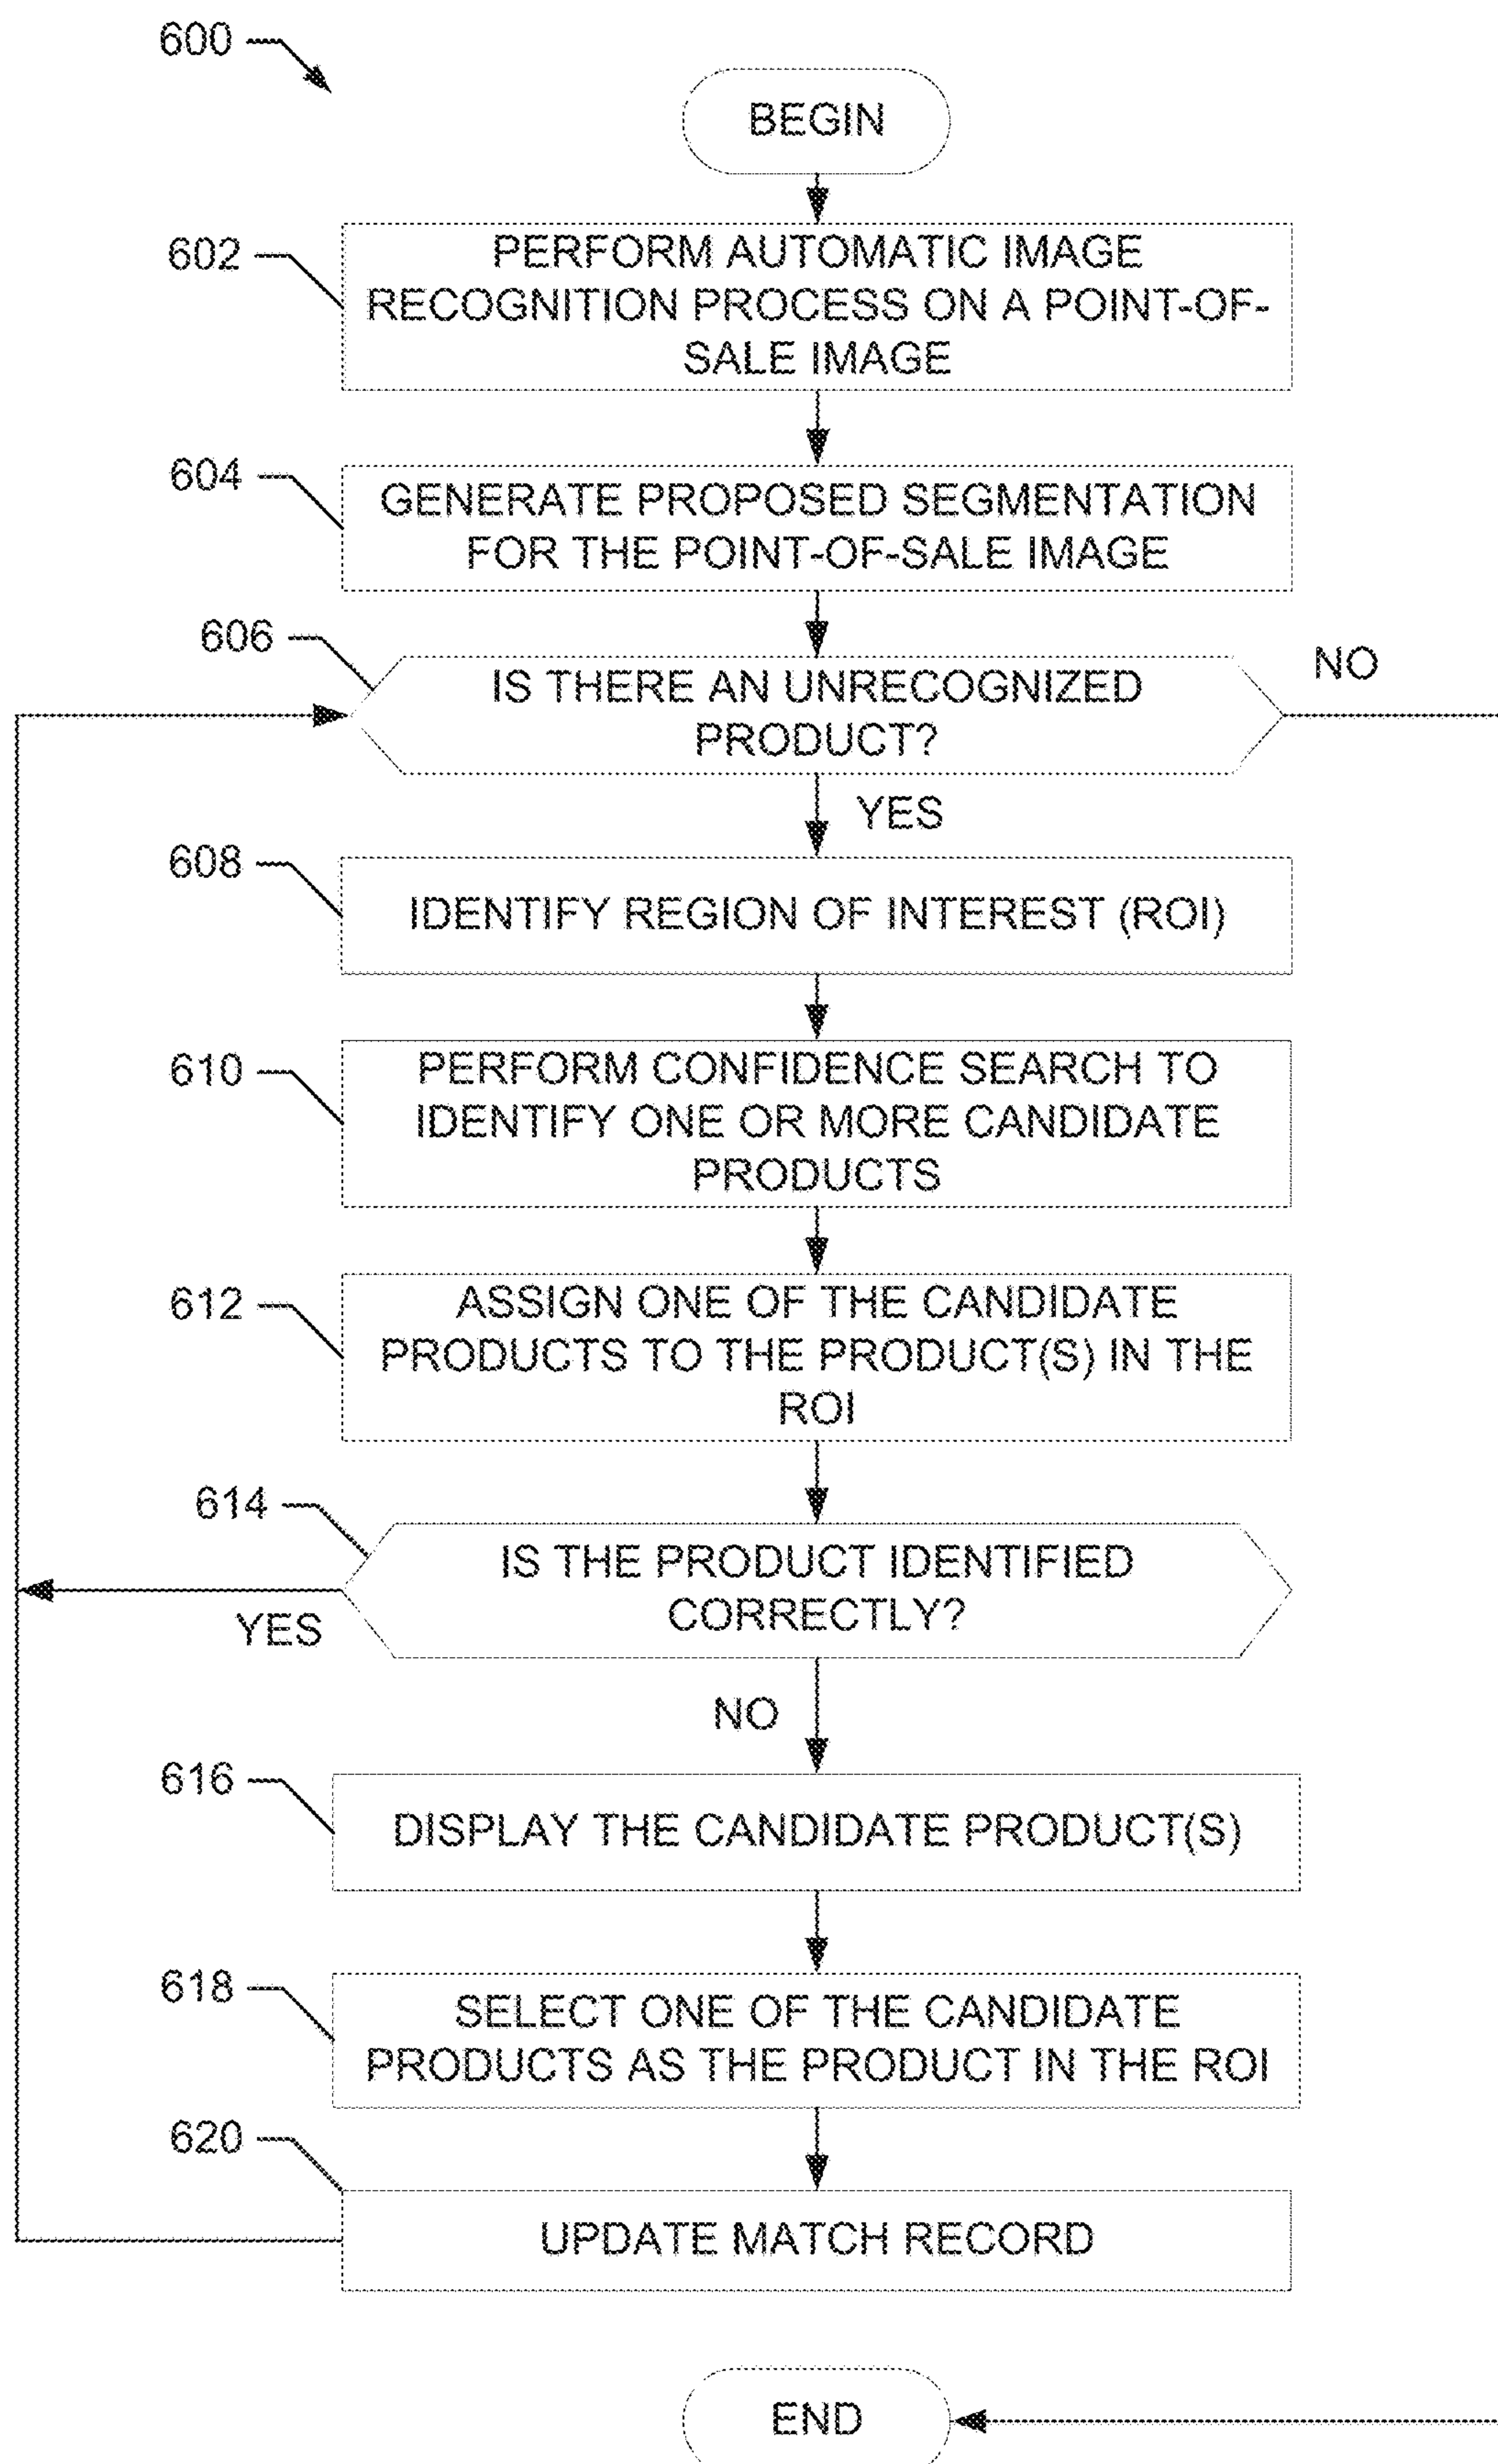 600
BEGIN
602
PERFORM AUTOMATIC IMAGE
RECOGNITION PROCESS ON A POINT-OF-
SALE IMAGE
604
GENERATE PROPOSED SEGMENTATION
FOR THE POINT-OF-SALE IMAGE
606
IS THERE AN UNRECOGNIZED
PRODUCT?
NO
YES
608
IDENTIFY REGION OF INTEREST (ROI)
610
PERFORM CONFIDENCE SEARCH TO
IDENTIFY ONE OR MORE CANDIDATE
PRODUCTS
612
ASSIGN ONE OF THE CANDIDATE
PRODUCTS TO THE PRODUCT(S) IN THE
ROI
614
IS THE PRODUCT IDENTIFIED
CORRECTLY?
YES
NO
616
DISPLAY THE CANDIDATE PRODUCT(S)
618
SELECT ONE OF THE CANDIDATE
PRODUCTS AS THE PRODUCT IN THE ROI
620
UPDATE MATCH RECORD
END